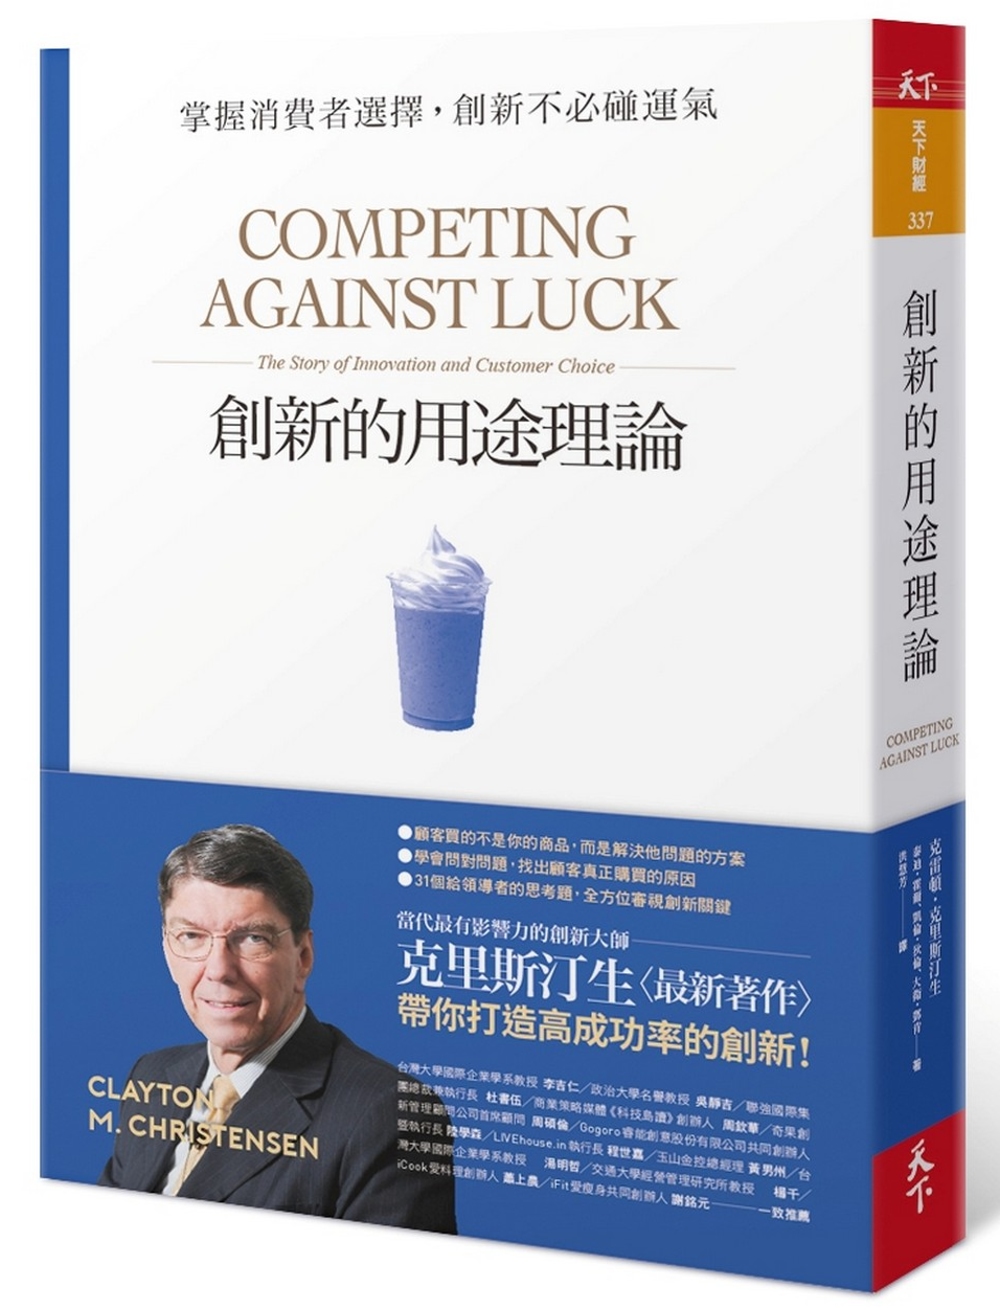 掌握消費者選擇，創新不必碰運氣
COMPETING
AGAINST LUCK
The Story of Innovation and Customer Choice
創新的用途理論
●顧客買的不是你的商品，而是解決他問題的方案
●學會問對問題，找出顧客真正購買的原因
●31個給領導者的思考題，全方位審視創新關鍵
當代最有影響力的創新大師
克里斯汀生〈最新著作〉
帶你打造高成功率的創新！
CLAYTON
M. CHRISTENSEN
台灣大學國際企業學系教授 李吉仁／政治大學名譽教授 吳靜吉／聯強國際集
團總裁兼執行長 杜書伍／商業策略媒體《科技島讀》創辦人 周欽華／奇果創
新管理顧問公司首席顧問 周碩倫／Gogoro睿能創意股份有限公司共同創辦人
暨執行長 陸學森／LIVEhouse.in執行長 程世嘉／玉山金控總經理 黃男州／台
灣大學國際企業學系教授 湯明哲／交通大學經營管理研究所教授 楊千／
iCook愛料理創辦人 蕭上農／iFit愛瘦身共同創辦人 謝銘元——一致推薦
天下
天下財經
337
創新的用途理論
COMPETING
AGAINST LUCK
克雷頓・克里斯汀生
泰迪・霍爾、凱倫・狄倫、大衛・鄧肯——著
洪慧芳——譯
天下